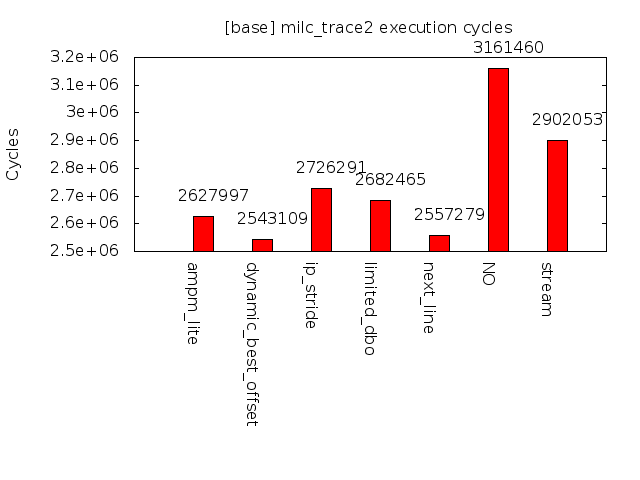 [base] milc_trace2 execution cycles
Cycles
3.2e+06
3.1e+06
3e+06
2.9e+06
2.8e+06
2.7e+06
2.6e+06
2.5e+06
2627997
2543109
2726291
2682465
2557279
3161460
2902053
ampm_lite
dynamic_best_offset
ip_stride
limited_dbo
next_line
NO
stream